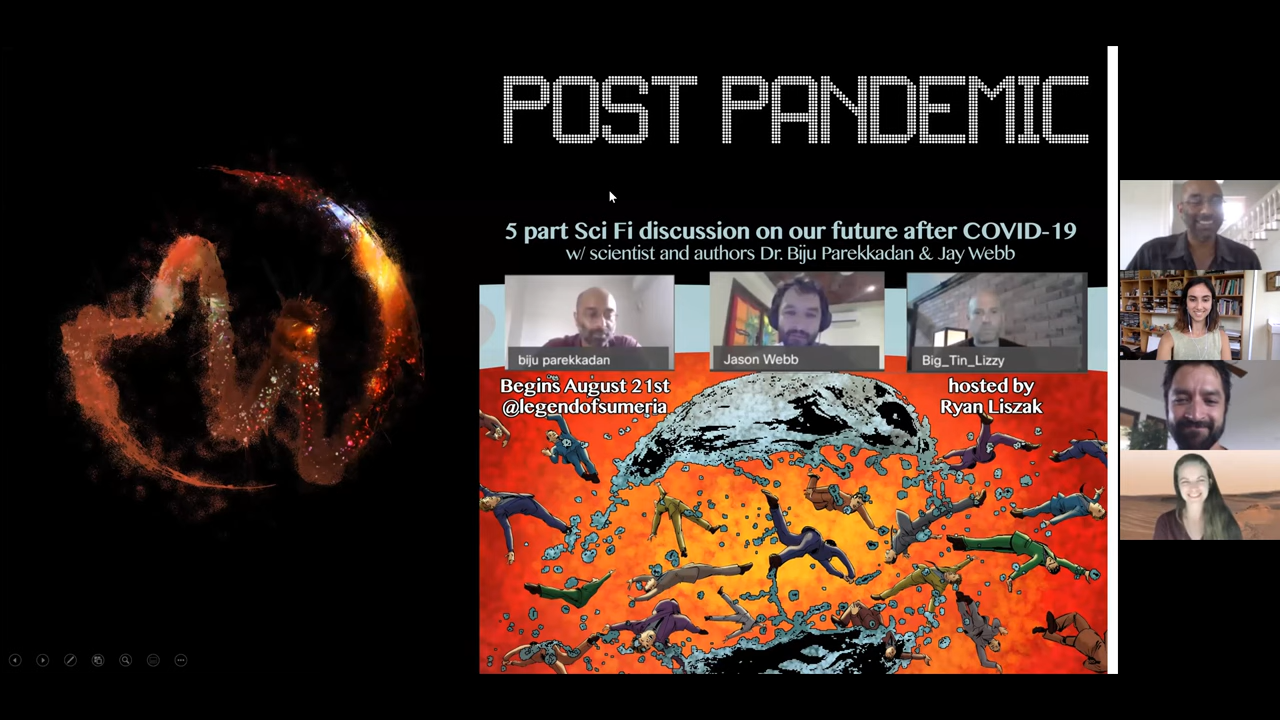 POST PANDEMIC
5 part Sci Fi discussion on our future after COVID-19
w/ scientist and authors Dr. Biju Parekkadan & Jay Webb
biju parekkadan
Jason Webb
Big_Tin_Lizzy
Begins August 21st
@legendofsumeria
hosted by
Ryan Liszak